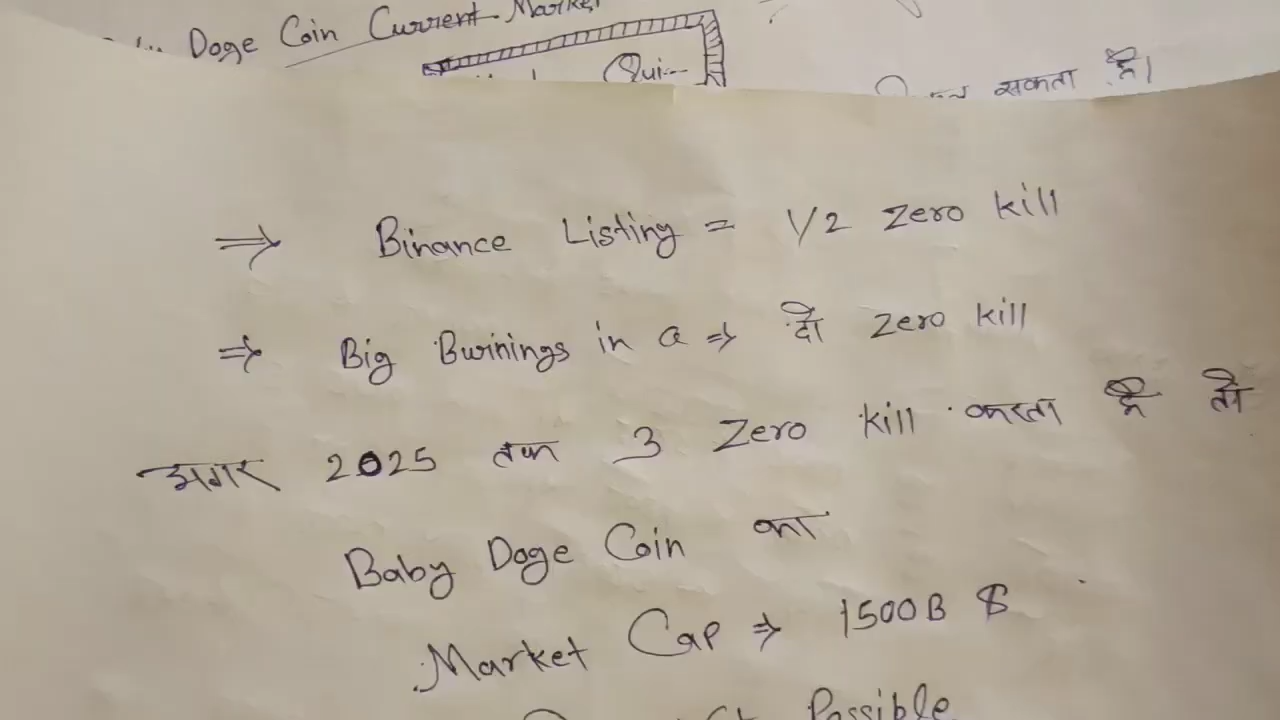 Doge Coin Current Market
सकता है।
⇒ Binance Listing = 1/2 Zero kill
⇒ Big Burinings in a ⇒ दो Zero kill
अगर 2025 तक 3 Zero kill करता है तो
Baby Doge Coin का
Market Cap ⇒ 1500B $
Possible